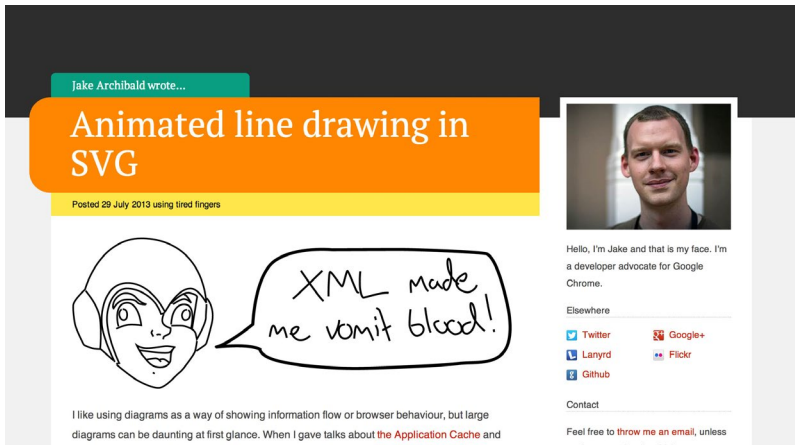 Jake Archibald wrote...
Animated line drawing in
SVG
Posted 29 July 2013 using tired fingers
XML made
me vomit blood!
I like using diagrams as a way of showing information flow or browser behaviour, but large
diagrams can be daunting at first glance. When I gave talks about the Application Cache and
Hello, I'm Jake and that is my face. I'm
a developer advocate for Google
Chrome.
Elsewhere
Twitter
Google+
Lanyrd
Flickr
Github
Contact
Feel free to throw me an email, unless